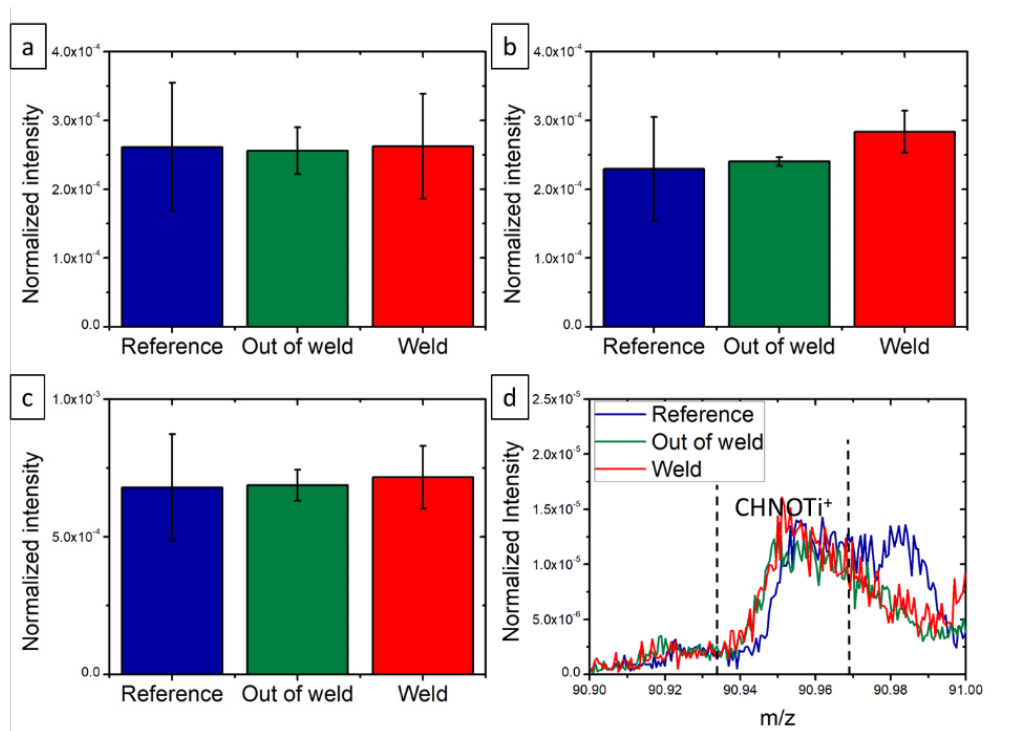 a
4.0x10⁻⁴
3.0x10⁻⁴
2.0x10⁻⁴
1.0x10⁻⁴
0.0
Normalized intensity
Reference Out of weld Weld
b
4.0x10⁻⁴
3.0x10⁻⁴
2.0x10⁻⁴
1.0x10⁻⁴
0.0
Normalized intensity
Reference Out of weld Weld
c
1.0x10⁻³
5.0x10⁻⁴
0.0
Normalized intensity
Reference Out of weld Weld
d
2.5x10⁻⁵
2.0x10⁻⁵
1.5x10⁻⁵
1.0x10⁻⁵
5.0x10⁻⁶
0.0
Normalized Intensity
Reference
Out of weld
Weld
CHNOTi⁺
90.90 90.92 90.94 90.96 90.98 91.00
m/z